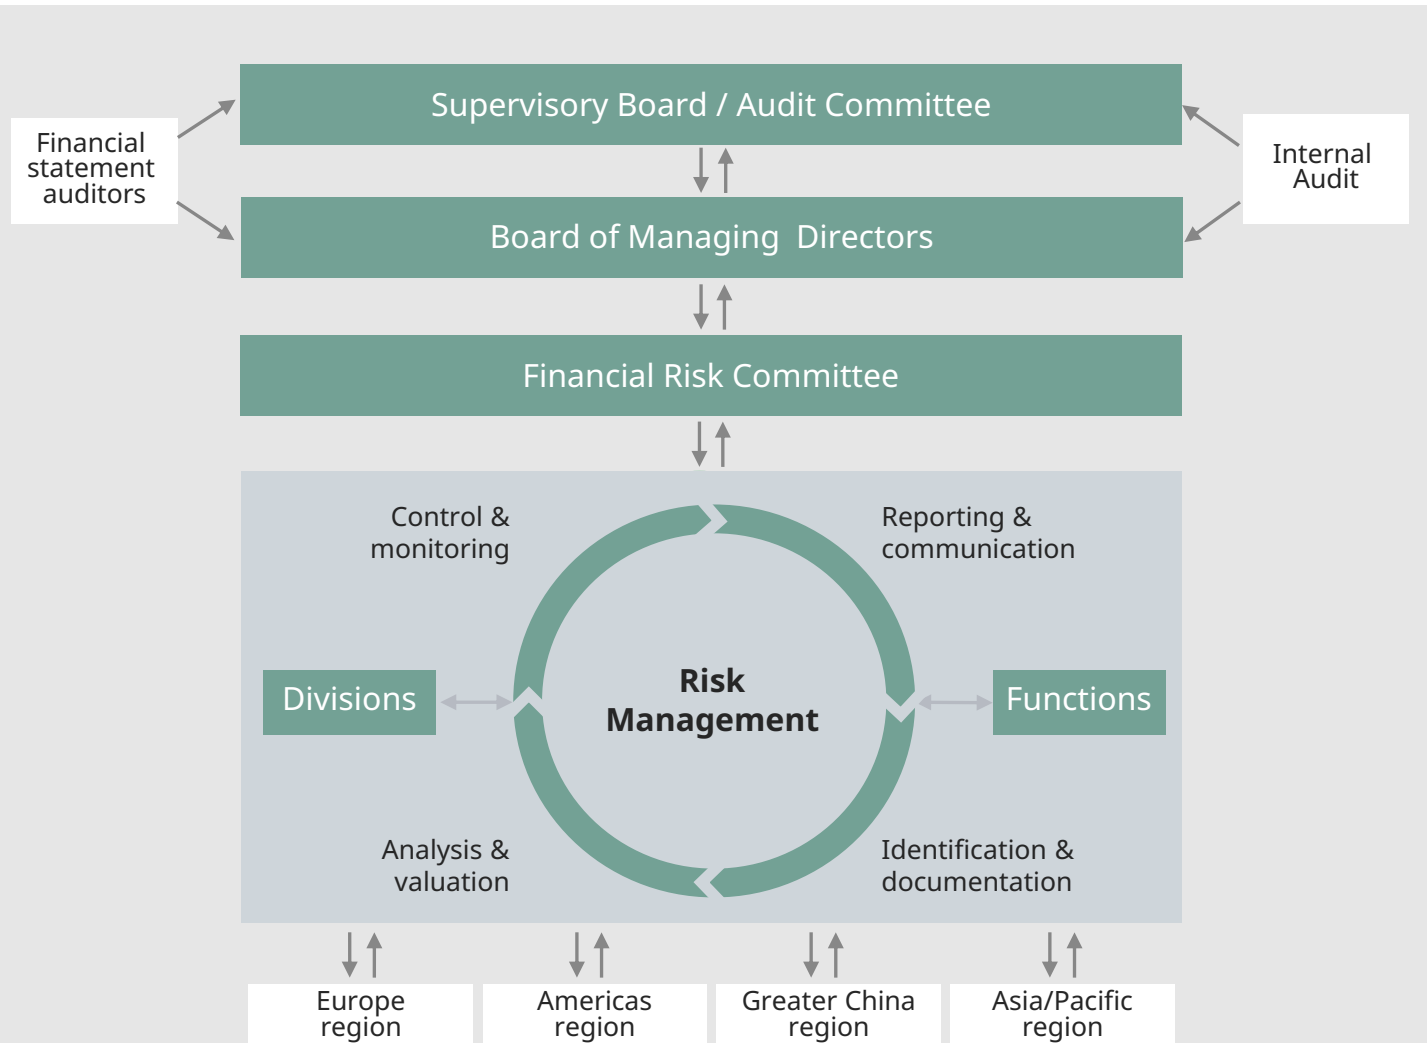 Supervisory Board / Audit Committee
Financial
statement
auditors
Internal
Audit
Board of Managing Directors
Financial Risk Committee
Control &
monitoring
Reporting &
communication
Divisions
Risk
Management
Functions
Analysis &
valuation
Identification &
documentation
Europe
region
Americas
region
Greater China
region
Asia/Pacific
region